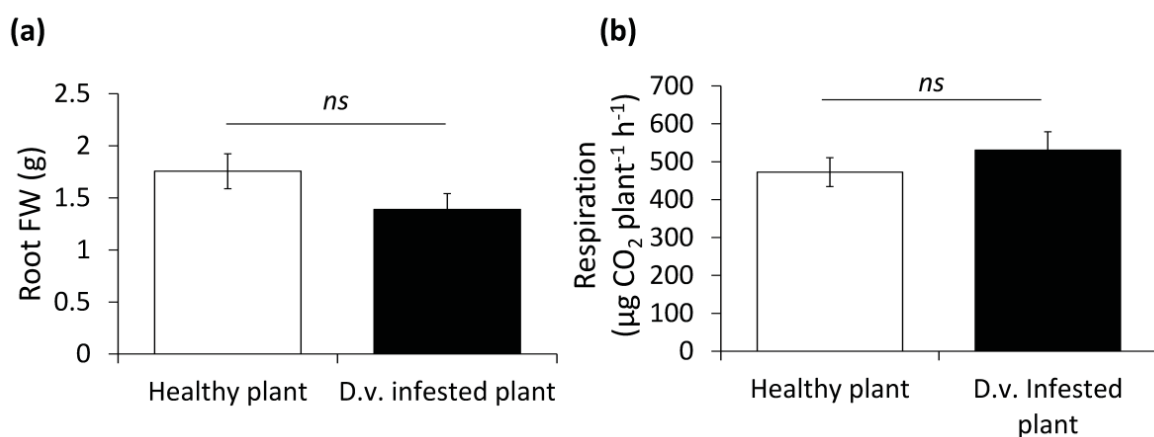 (a)
Root FW (g)
2.5
2
1.5
1
0.5
0
ns
Healthy plant
D.v. infested plant
(b)
Respiration
(µg CO₂ plant⁻¹ h⁻¹)
700
600
500
400
300
200
100
0
ns
Healthy plant
D.v. Infested
plant